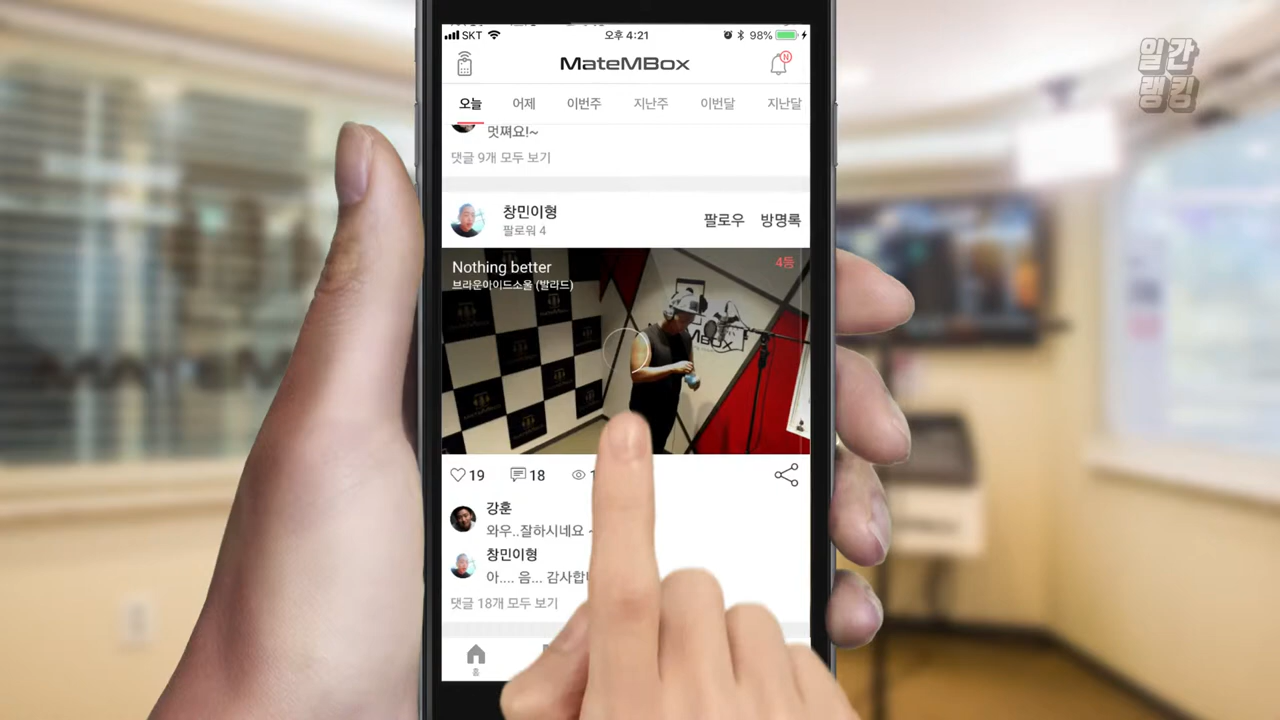 SKT 오후 4:21 98%
MateMBox N
오늘 어제 이번주 지난주 이번달 지난달
멋쪄요!~
댓글 9개 모두 보기
창민이형
팔로워 4
팔로우 방명록
Nothing better
4등
브라운아이드소울 (발리드)
MBox
19 18
강훈
와우..잘하시네요 ~
창민이형
아.... 음... 감사합
댓글 18개 모두 보기
홈
일간
랭킹